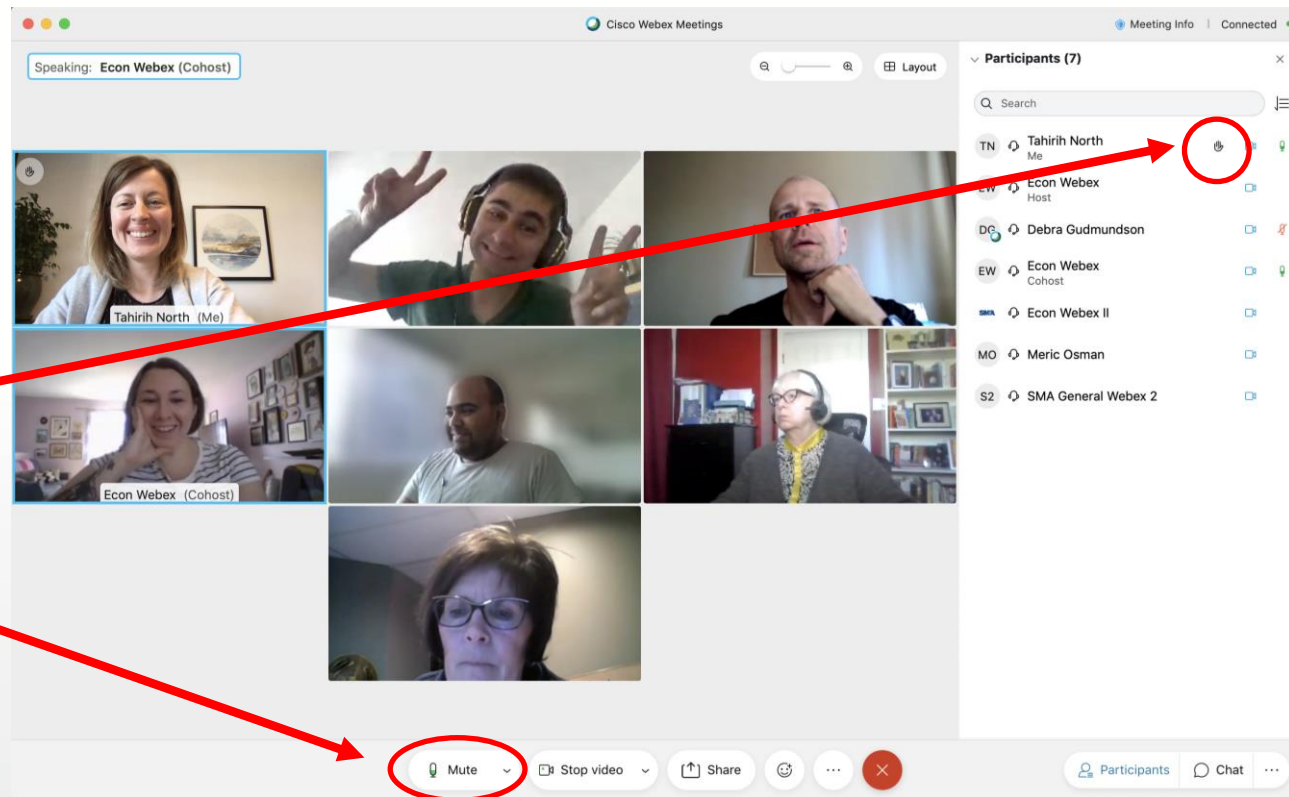 Cisco Webex Meetings
Meeting Info | Connected
Speaking: Econ Webex (Cohost)
Layout
Participants (7)
Search
TN Tahirih North
Me
EW Econ Webex
Host
DG Debra Gudmundson
EW Econ Webex
Cohost
SMA Econ Webex II
MO Meric Osman
S2 SMA General Webex 2
Tahirih North (Me)
Econ Webex (Cohost)
Mute
Stop video
Share
Participants
Chat